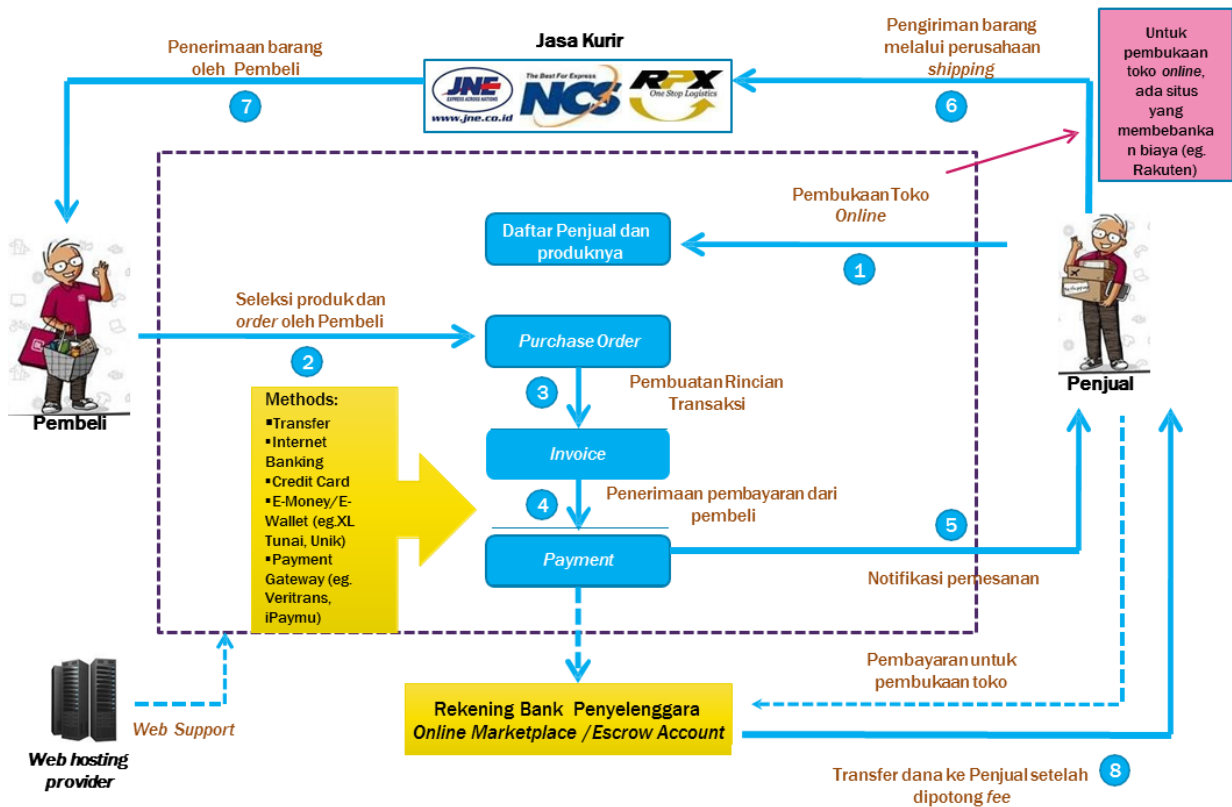 Jasa Kurir
JNE
EXPRESS ACROSS NATIONS
www.jne.co.id
The Best For Express
NCS
RPX
One Stop Logistics
Penerimaan barang
oleh Pembeli
7
Pengiriman barang
melalui perusahaan
shipping
6
Untuk
pembukaan
toko online,
ada situs
yang
membebanka
n biaya (eg.
Rakuten)
Pembukaan Toko
Online
1
Daftar Penjual dan
produknya
Pembeli
Penjual
Seleksi produk dan
order oleh Pembeli
2
Purchase Order
3
Pembuatan Rincian
Transaksi
Invoice
4
Penerimaan pembayaran dari
pembeli
Payment
5
Notifikasi pemesanan
Methods:
▪Transfer
▪Internet
Banking
▪Credit Card
▪E-Money/E-
Wallet (eg.XL
Tunai, Unik)
▪Payment
Gateway (eg.
Veritrans,
iPaymu)
Web Support
Web hosting
provider
Rekening Bank Penyelenggara
Online Marketplace /Escrow Account
Pembayaran untuk
pembukaan toko
Transfer dana ke Penjual setelah
dipotong fee
8